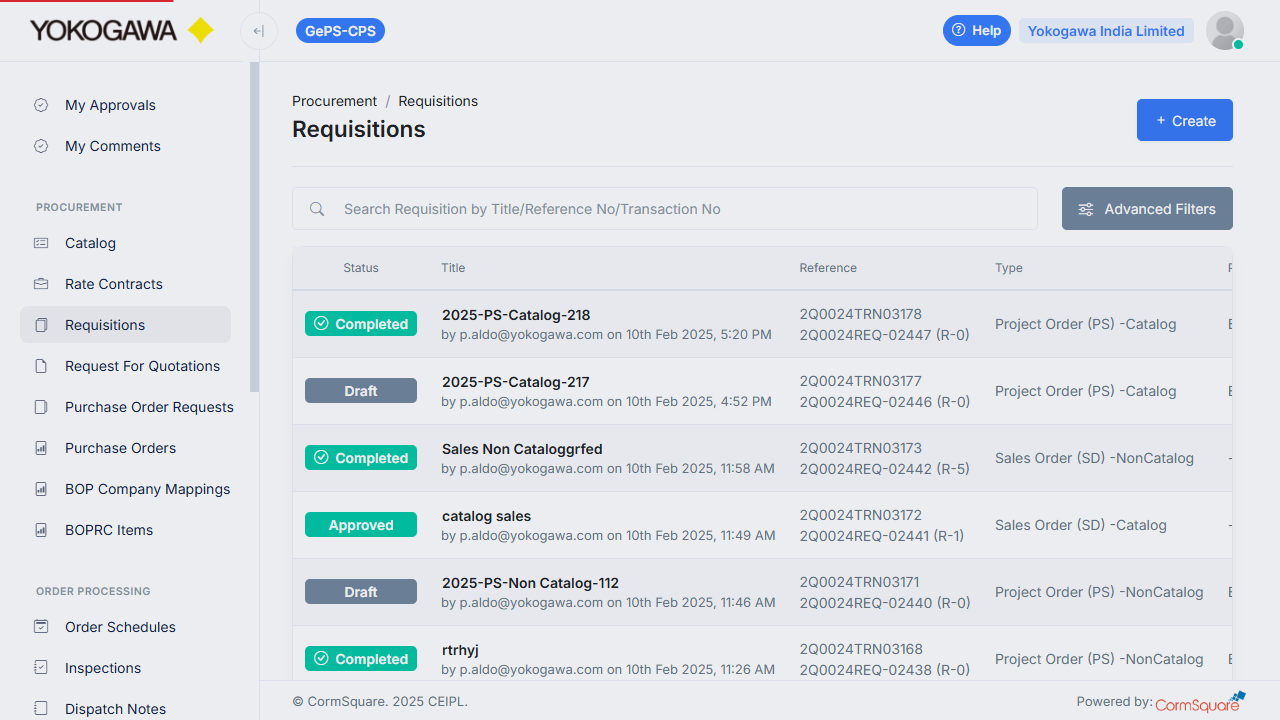 YOKOGAWA
GePS-CPS
Help
Yokogawa India Limited
My Approvals
My Comments
PROCUREMENT
Catalog
Rate Contracts
Requisitions
Request For Quotations
Purchase Order Requests
Purchase Orders
BOP Company Mappings
BOPRC Items
ORDER PROCESSING
Order Schedules
Inspections
Dispatch Notes
Procurement / Requisitions
Requisitions
+ Create
Search Requisition by Title/Reference No/Transaction No
Advanced Filters
Status Title Reference Type
Completed 2025-PS-Catalog-218 2Q0024TRN03178 Project Order (PS) -Catalog
by p.aldo@yokogawa.com on 10th Feb 2025, 5:20 PM 2Q0024REQ-02447 (R-0)
Draft 2025-PS-Catalog-217 2Q0024TRN03177 Project Order (PS) -Catalog
by p.aldo@yokogawa.com on 10th Feb 2025, 4:52 PM 2Q0024REQ-02446 (R-0)
Completed Sales Non Cataloggrfed 2Q0024TRN03173 Sales Order (SD) -NonCatalog -
by p.aldo@yokogawa.com on 10th Feb 2025, 11:58 AM 2Q0024REQ-02442 (R-5)
Approved catalog sales 2Q0024TRN03172 Sales Order (SD) -Catalog -
by p.aldo@yokogawa.com on 10th Feb 2025, 11:49 AM 2Q0024REQ-02441 (R-1)
Draft 2025-PS-Non Catalog-112 2Q0024TRN03171 Project Order (PS) -NonCatalog
by p.aldo@yokogawa.com on 10th Feb 2025, 11:46 AM 2Q0024REQ-02440 (R-0)
Completed rtrhyj 2Q0024TRN03168 Project Order (PS) -NonCatalog
by p.aldo@yokogawa.com on 10th Feb 2025, 11:26 AM 2Q0024REQ-02438 (R-0)
© CormSquare. 2025 CEIPL.
Powered by: CormSquare